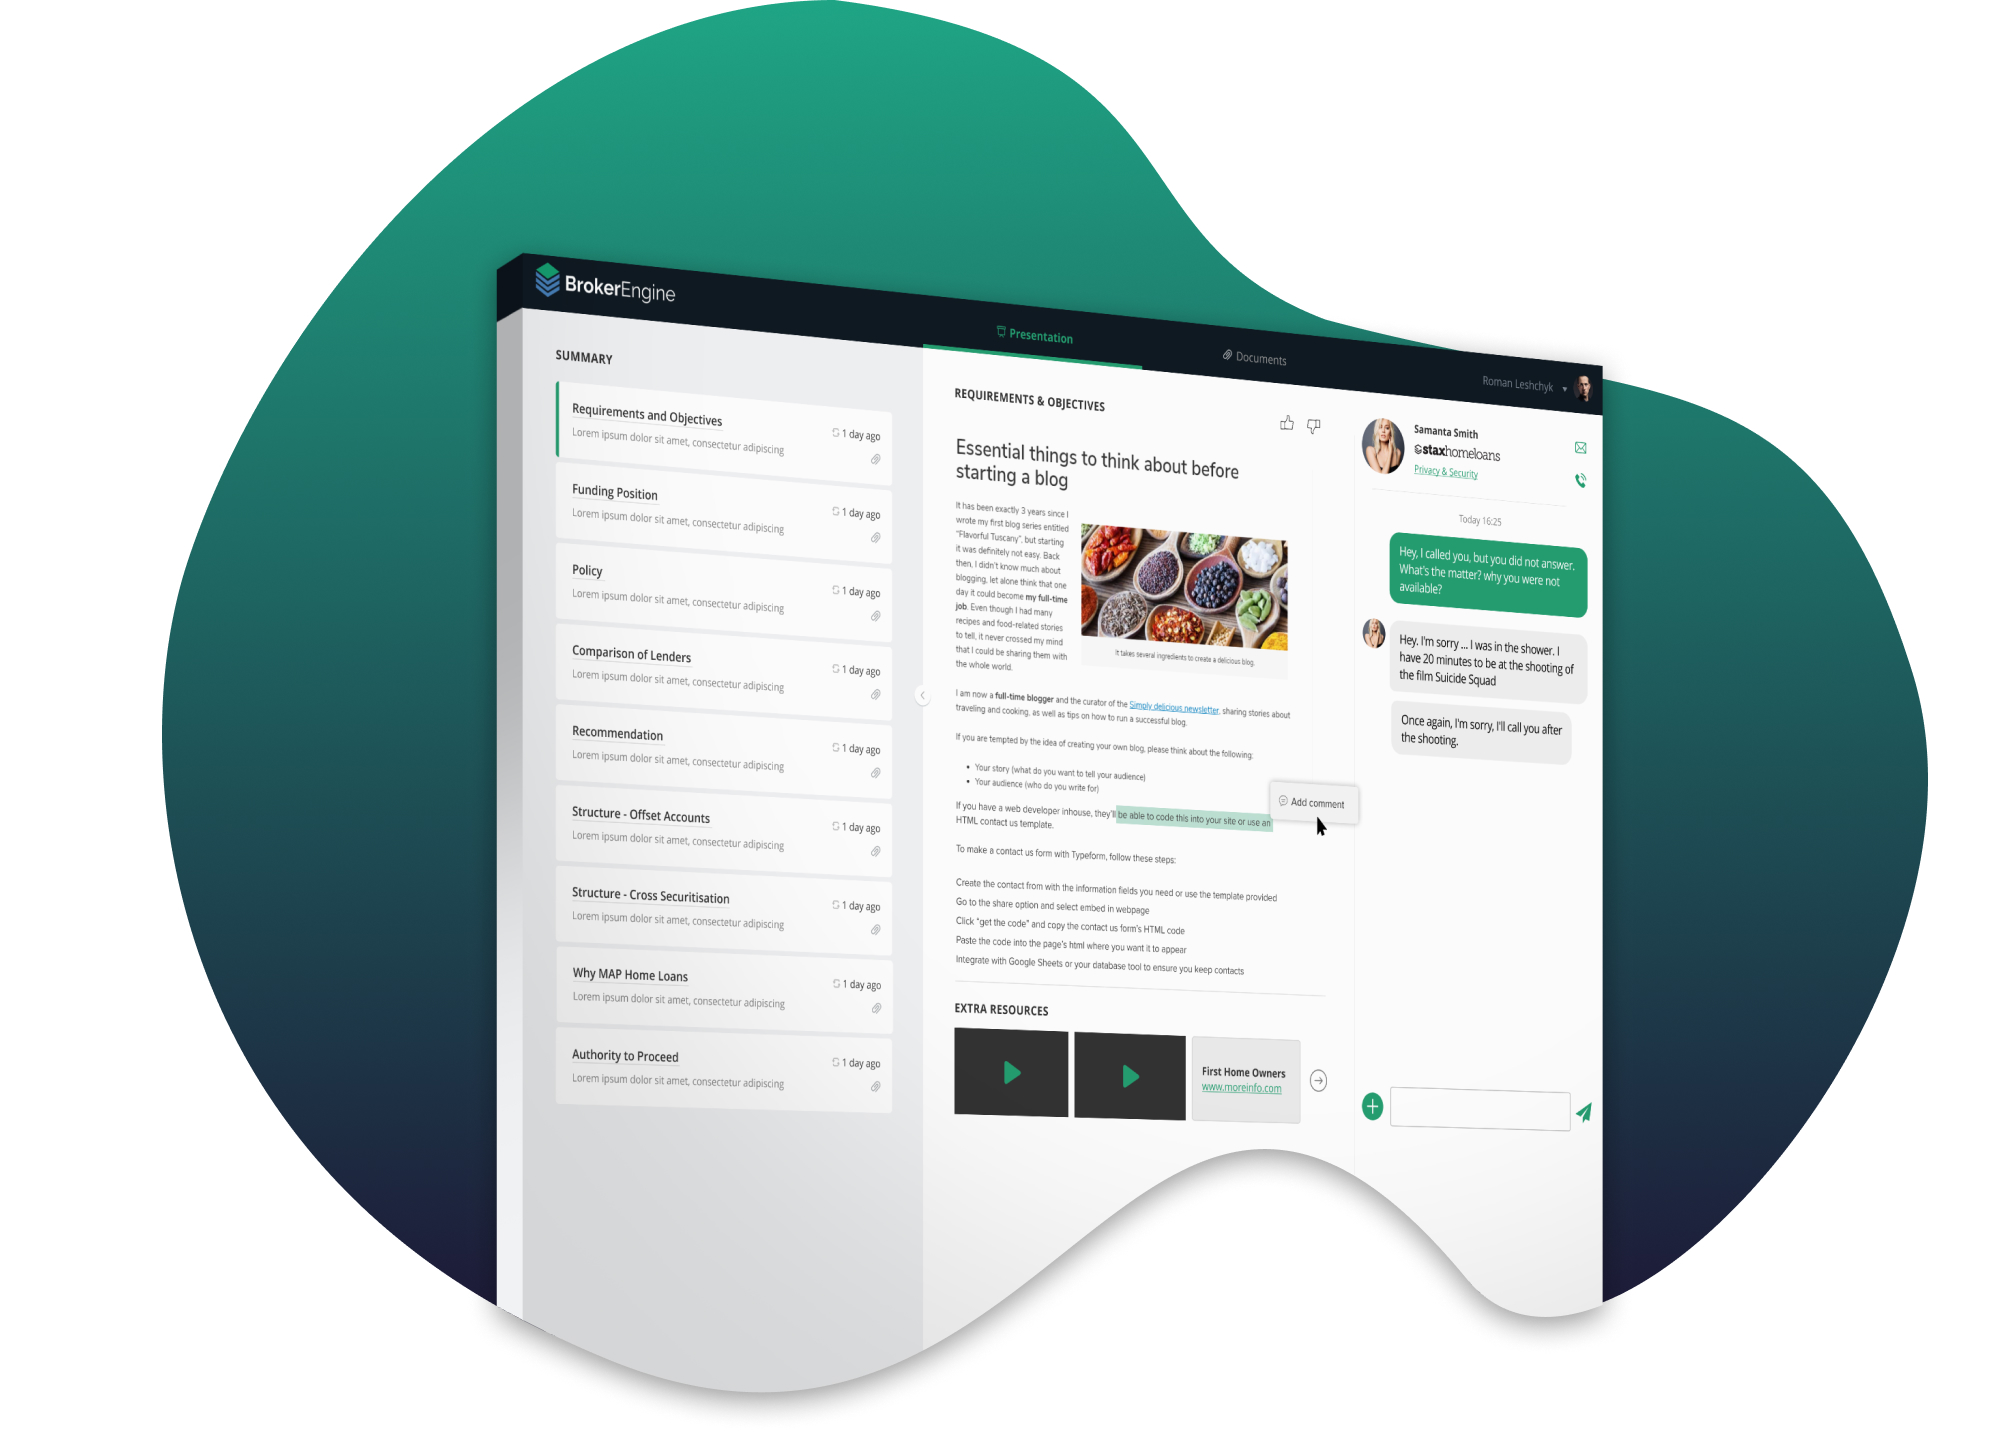 BrokerEngine
Presentation
Documents
Roman Leshchyk
SUMMARY
Requirements and Objectives
1 day ago
Lorem ipsum dolor sit amet, consectetur adipiscing
Funding Position
1 day ago
Lorem ipsum dolor sit amet, consectetur adipiscing
Policy
1 day ago
Lorem ipsum dolor sit amet, consectetur adipiscing
Comparison of Lenders
1 day ago
Lorem ipsum dolor sit amet, consectetur adipiscing
Recommendation
1 day ago
Lorem ipsum dolor sit amet, consectetur adipiscing
Structure - Offset Accounts
1 day ago
Lorem ipsum dolor sit amet, consectetur adipiscing
Structure - Cross Securitisation
1 day ago
Lorem ipsum dolor sit amet, consectetur adipiscing
Why MAP Home Loans
1 day ago
Lorem ipsum dolor sit amet, consectetur adipiscing
Authority to Proceed
1 day ago
Lorem ipsum dolor sit amet, consectetur adipiscing
REQUIREMENTS & OBJECTIVES
Essential things to think about before
starting a blog
It has been exactly 3 years since I
wrote my first blog series entitled
"Flavorful Tuscany", but starting
it was definitely not easy. Back
then, I didn't know much about
blogging, let alone think that one
day it could become my full-time
job. Even though I had many
recipes and food-related stories
to tell, it never crossed my mind
that I could be sharing them with
the whole world.
It takes several ingredients to create a delicious blog.
I am now a full-time blogger and the curator of the Simply delicious newsletter, sharing stories about
traveling and cooking, as well as tips on how to run a successful blog.
If you are tempted by the idea of creating your own blog, please think about the following:
• Your story (what do you want to tell your audience)
• Your audience (who do you write for)
Add comment
If you have a web developer inhouse, they'll be able to code this into your site or use an
HTML contact us template.
To make a contact us form with Typeform, follow these steps:
Create the contact from with the information fields you need or use the template provided
Go to the share option and select embed in webpage
Click "get the code" and copy the contact us form's HTML code
Paste the code into the page's html where you want it to appear
Integrate with Google Sheets or your database tool to ensure you keep contacts
EXTRA RESOURCES
First Home Owners
www.moreinfo.com
Samanta Smith
staxhomeloans
Privacy & Security
Today 16:25
Hey, I called you, but you did not answer.
What's the matter? why you were not
available?
Hey. I'm sorry ... I was in the shower. I
have 20 minutes to be at the shooting of
the film Suicide Squad
Once again, I'm sorry, I'll call you after
the shooting.